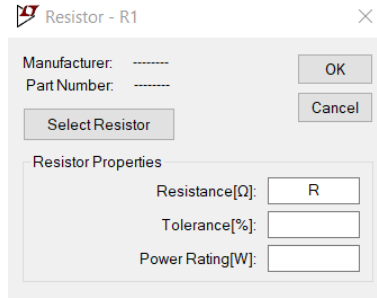 Resistor - R1
Manufacturer: --------
OK
Part Number: --------
Cancel
Select Resistor
Resistor Properties
Resistance[Ω]: R
Tolerance[%]:
Power Rating[W]: